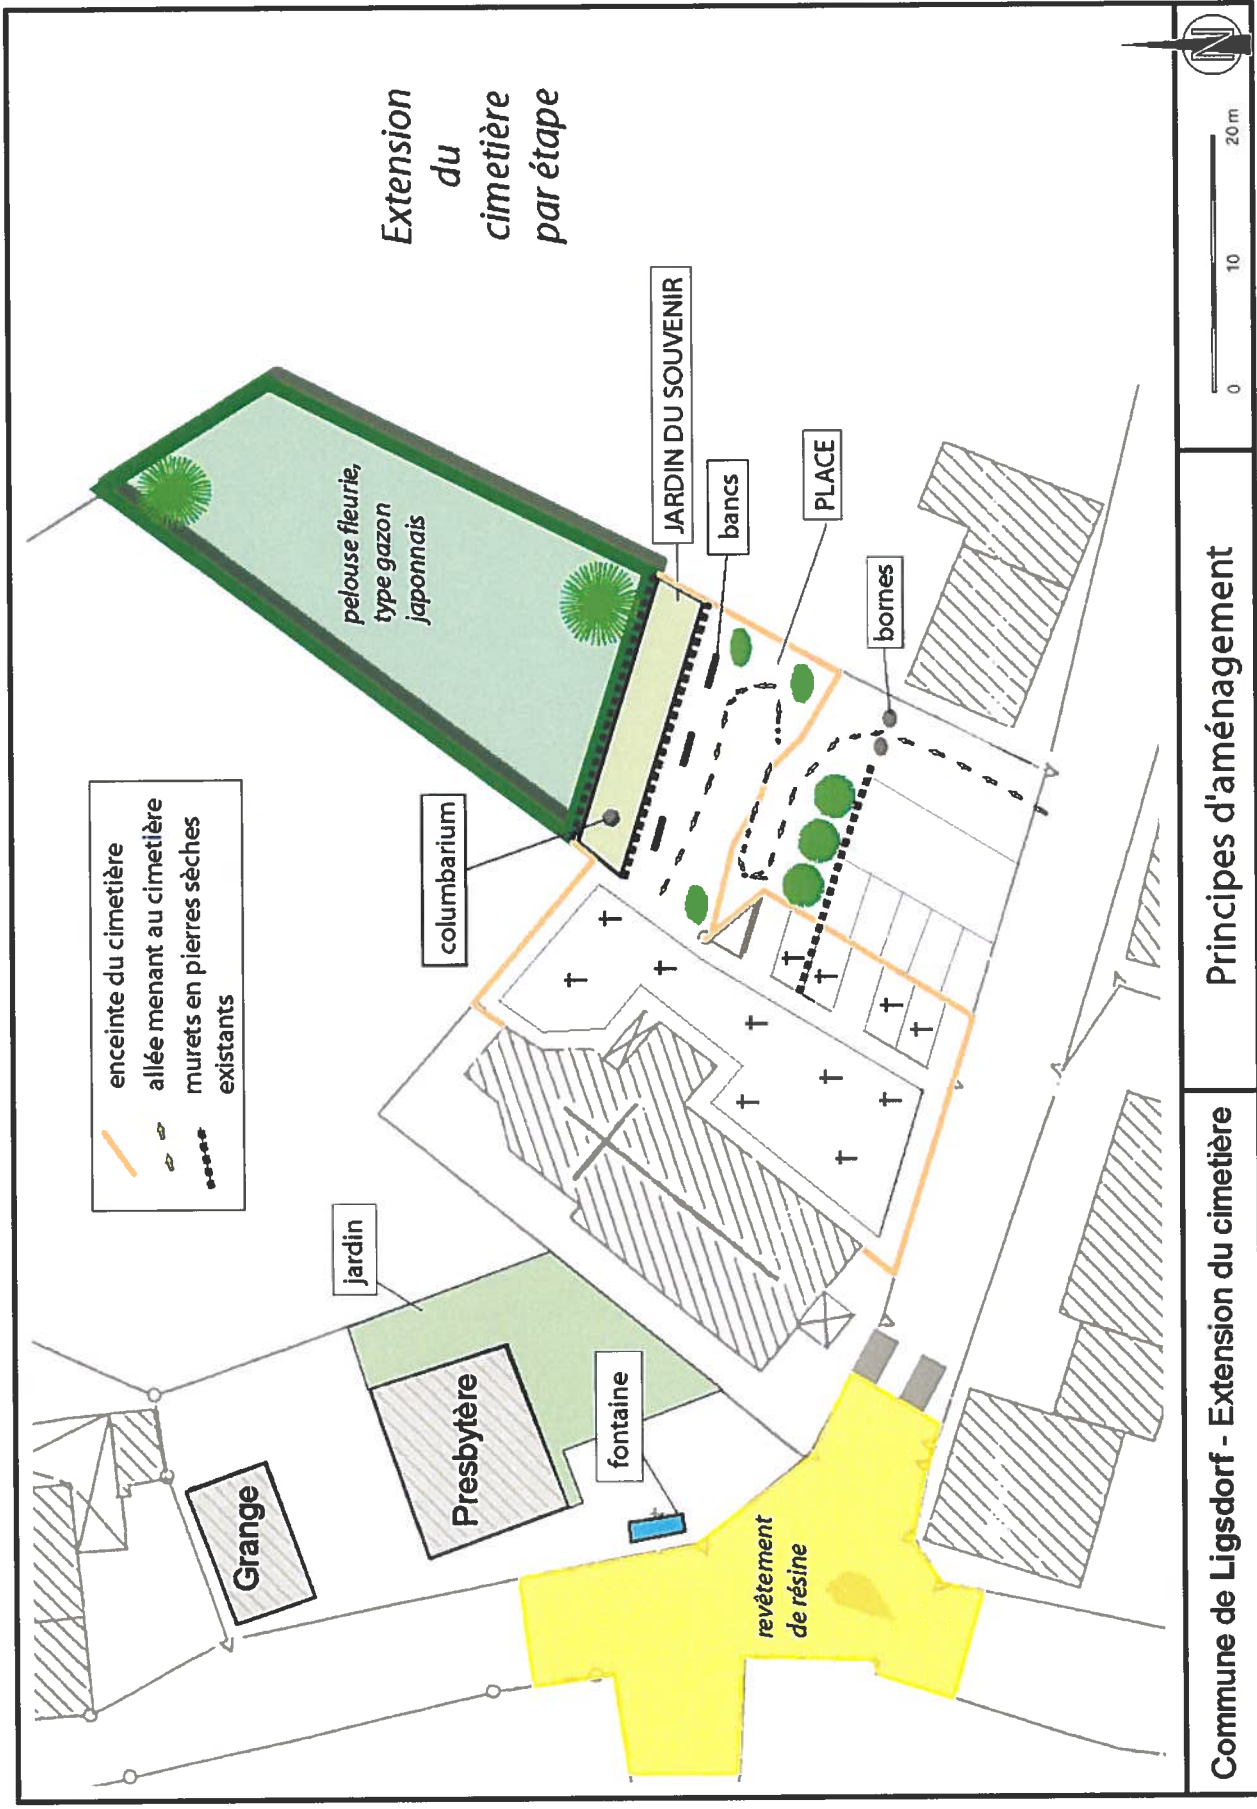 Extension
du
cimetière
par étape
enceinte du cimetière
allée menant au cimetière
murets en pierres sèches
existants
pelouse fleurie,
type gazon
japonnais
columbarium
JARDIN DU SOUVENIR
bancs
PLACE
bornes
jardin
Grange
Presbytère
fontaine
revêtement
de résine
Commune de Ligsdorf - Extension du cimetière
Principes d'aménagement
0
10
20 m
N